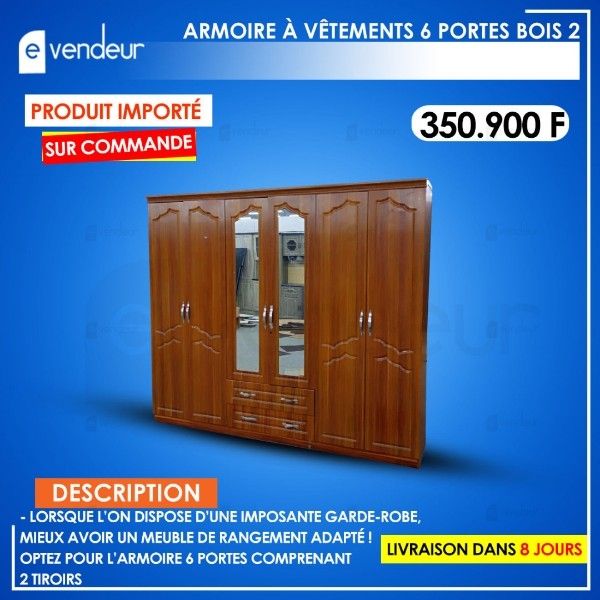 e vendeur
ARMOIRE À VÊTEMENTS 6 PORTES BOIS 2
PRODUIT IMPORTÉ
SUR COMMANDE
350.900 F
DESCRIPTION
- LORSQUE L'ON DISPOSE D'UNE IMPOSANTE GARDE-ROBE,
MIEUX AVOIR UN MEUBLE DE RANGEMENT ADAPTÉ !
OPTEZ POUR L'ARMOIRE 6 PORTES COMPRENANT
2 TIROIRS
LIVRAISON DANS 8 JOURS